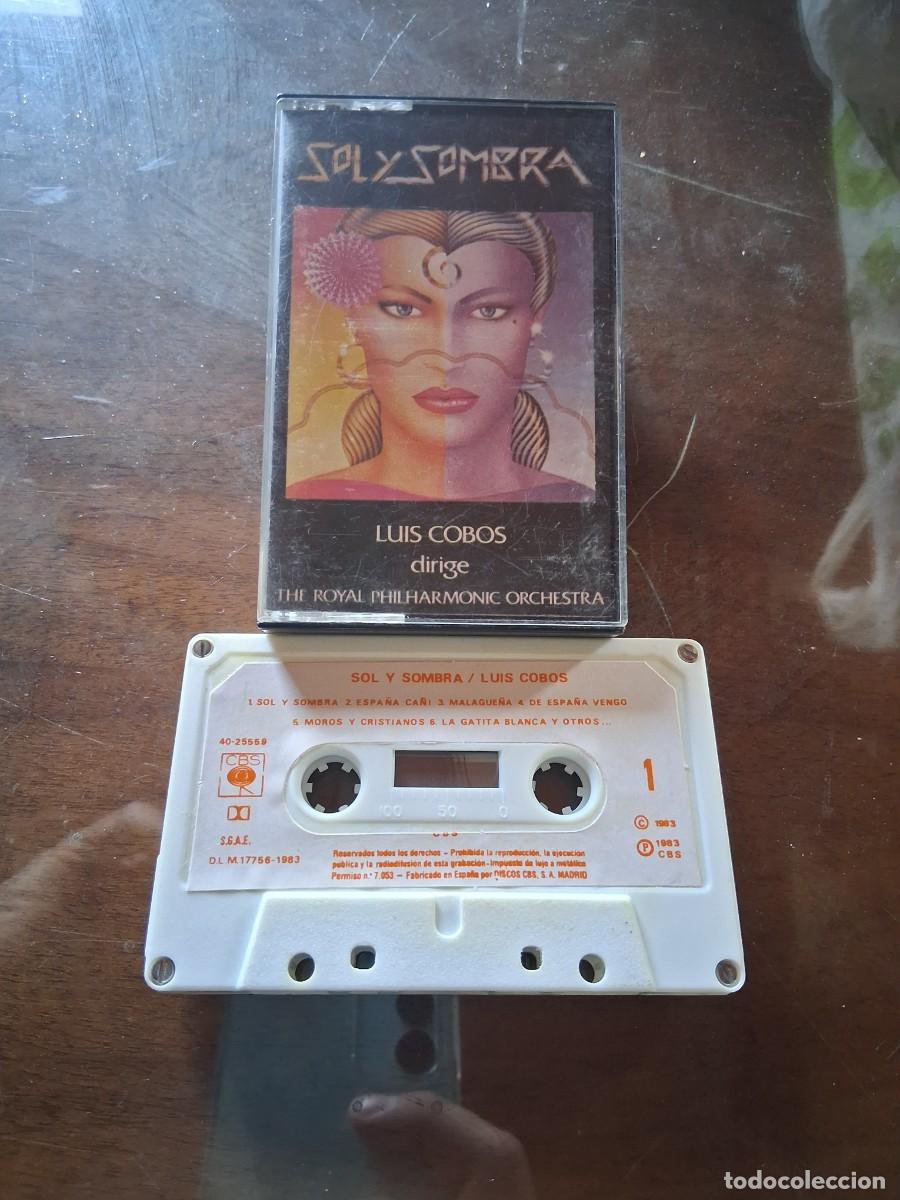 SOL Y SOMBRA
LUIS COBOS
dirige
THE ROYAL PHILHARMONIC ORCHESTRA
SOL Y SOMBRA / LUIS COBOS
1. SOL Y SOMBRA 2. ESPAÑA CAÑI 3. MALAGUEÑA 4. DE ESPAÑA VENGO
5. MOROS Y CRISTIANOS 6. LA GATITA BLANCA Y OTROS...
40-25559
CBS
S.G.A.E.
D.L. M.17756-1983
100 50 0
1
© 1983
Ⓟ 1983
CBS
CBS
Reservados todos los derechos - Prohibida la reproducción, la ejecución
publica y la radiodifusion de esta grabación - Impuesto de lujo a metálico
Permiso n.° 7.053 - Fabricado en España por DISCOS CBS, S. A. MADRID
todocoleccion